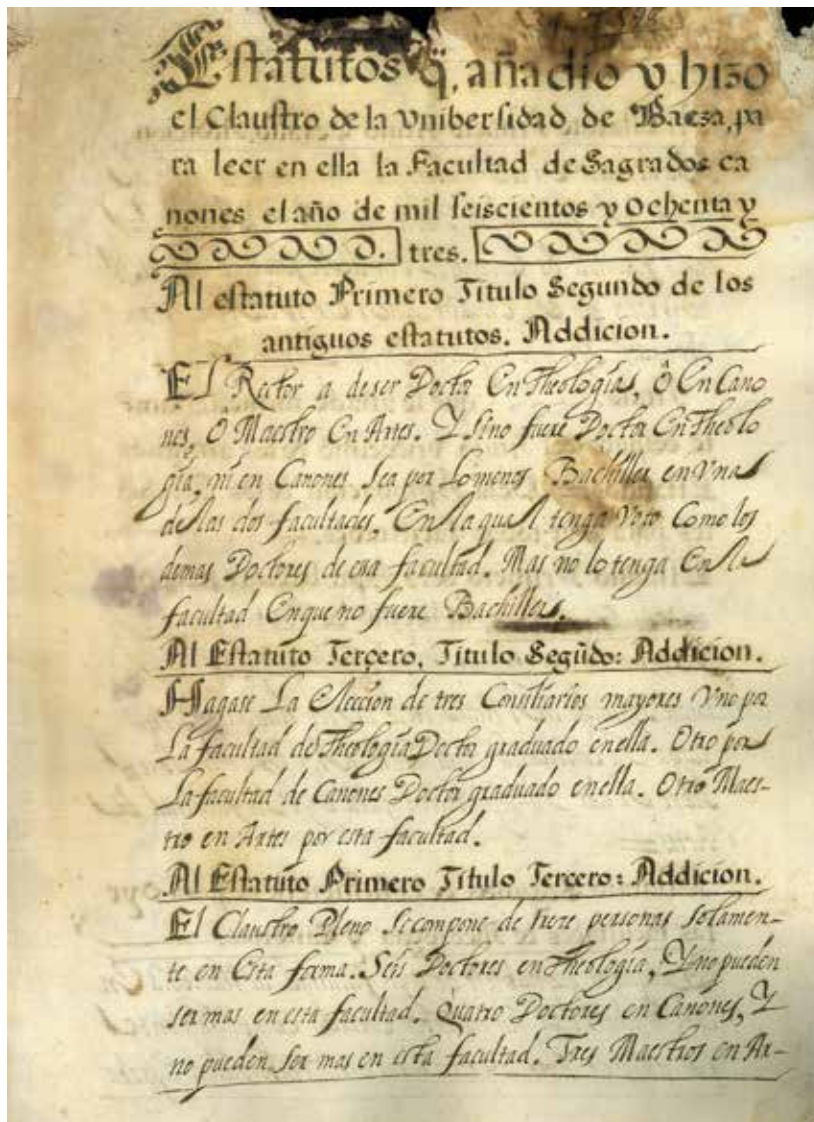 Estatutos q̃, añadio y hizo
el Claustro de la Vnibersidad, de Baeza, pa
ra leer en ella la Facultad de Sagrados ca
nones el año de mil seiscientos y ochenta y
tres.
Al estatuto Primero Titulo Segundo de los
antiguos estatutos. Addicion.
El Rector a de ser Doctor En Theologia, ô En Cano
nes, O Maestro En Artes. Y Sino fuere Doctor En Theolo
gia, ni en Canones, Sea por Lo menos Bachiller en Vna
de las dos facultades, En la qual tenga Voto Como los
demas Doctores de esa facultad. Mas no lo tenga En la
facultad En que no fuere Bachiller.
Al Estatuto Terçero, Titulo Segũdo: Addicion.
Hagase La Eleccion de tres Consiliarios mayores Vno por
La facultad de Theologia Doctor graduado en ella. Otro por
La facultad de Canones Doctor graduado en ella. Otro Maes-
tro en Artes por esta facultad.
Al Estatuto Primero Titulo Tercero: Addicion.
El Claustro Pleno Se compone de treze personas Solamen-
te en Esta forma. Seis Doctores en Theologia, Y no pueden
ser mas en esta facultad. Quatro Doctores en Canones, Y
no pueden ser mas en esta facultad. Tres Maestros en Ar-